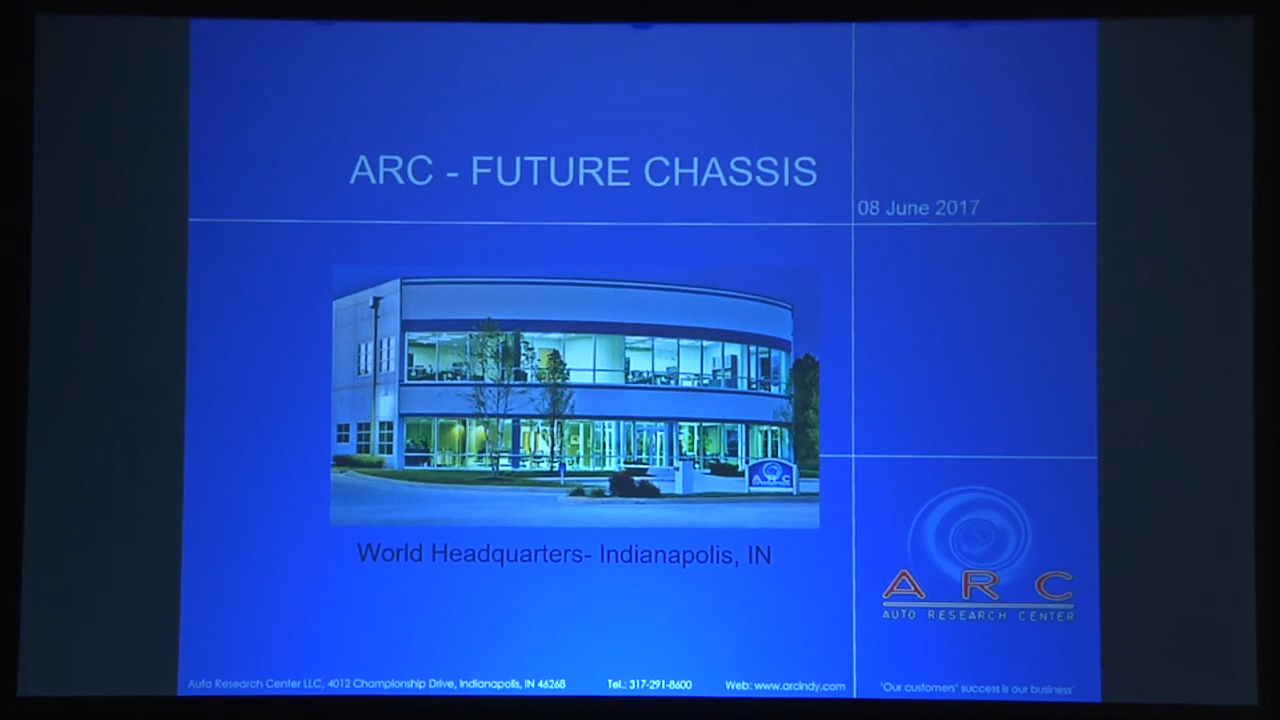 ARC - FUTURE CHASSIS
08 June 2017
ARC
World Headquarters- Indianapolis, IN
ARC
AUTO RESEARCH CENTER
Auto Research Center LLC, 4012 Championship Drive, Indianapolis, IN 46268 Tel.: 317-291-8600 Web: www.arcindy.com 'Our customers' success is our business'